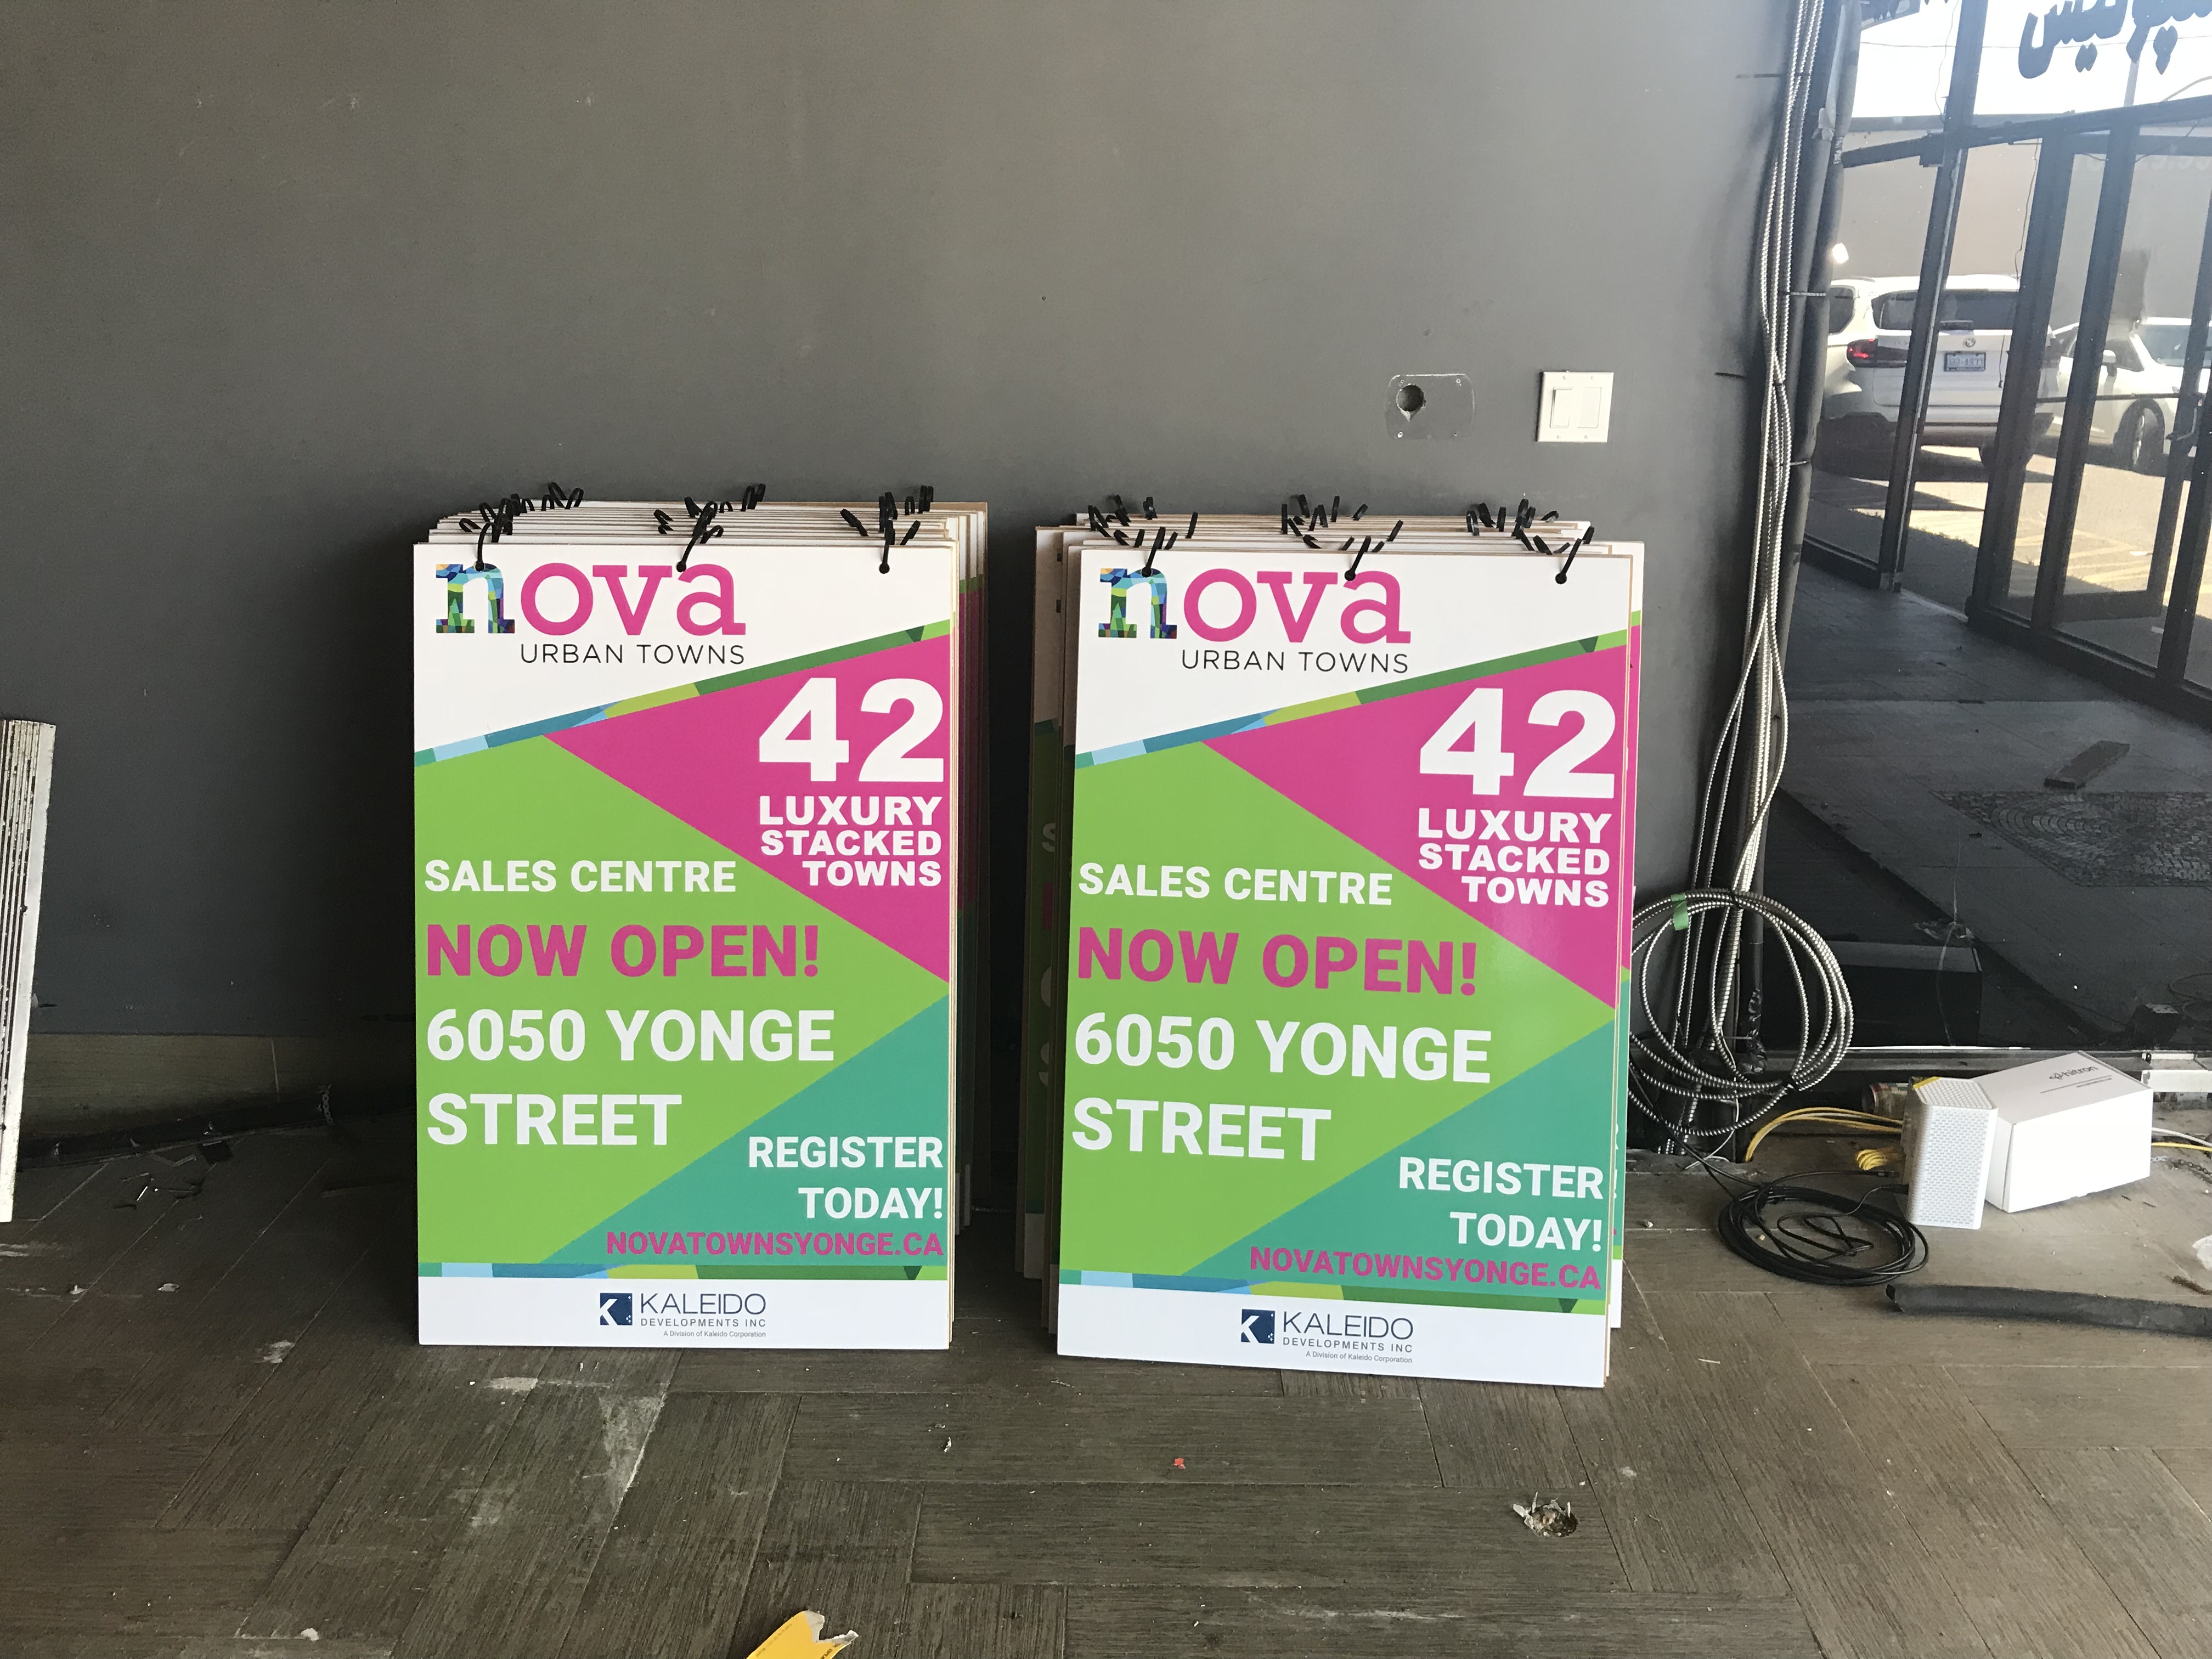 nova
URBAN TOWNS
42
LUXURY
STACKED
TOWNS
SALES CENTRE
NOW OPEN!
6050 YONGE
STREET
REGISTER
TODAY!
NOVATOWNSYONGE.CA
KALEIDO
DEVELOPMENTS INC
A Division of Kaleido Corporation
nova
URBAN TOWNS
42
LUXURY
STACKED
TOWNS
SALES CENTRE
NOW OPEN!
6050 YONGE
STREET
REGISTER
TODAY!
NOVATOWNSYONGE.CA
KALEIDO
DEVELOPMENTS INC
A Division of Kaleido Corporation
hitron